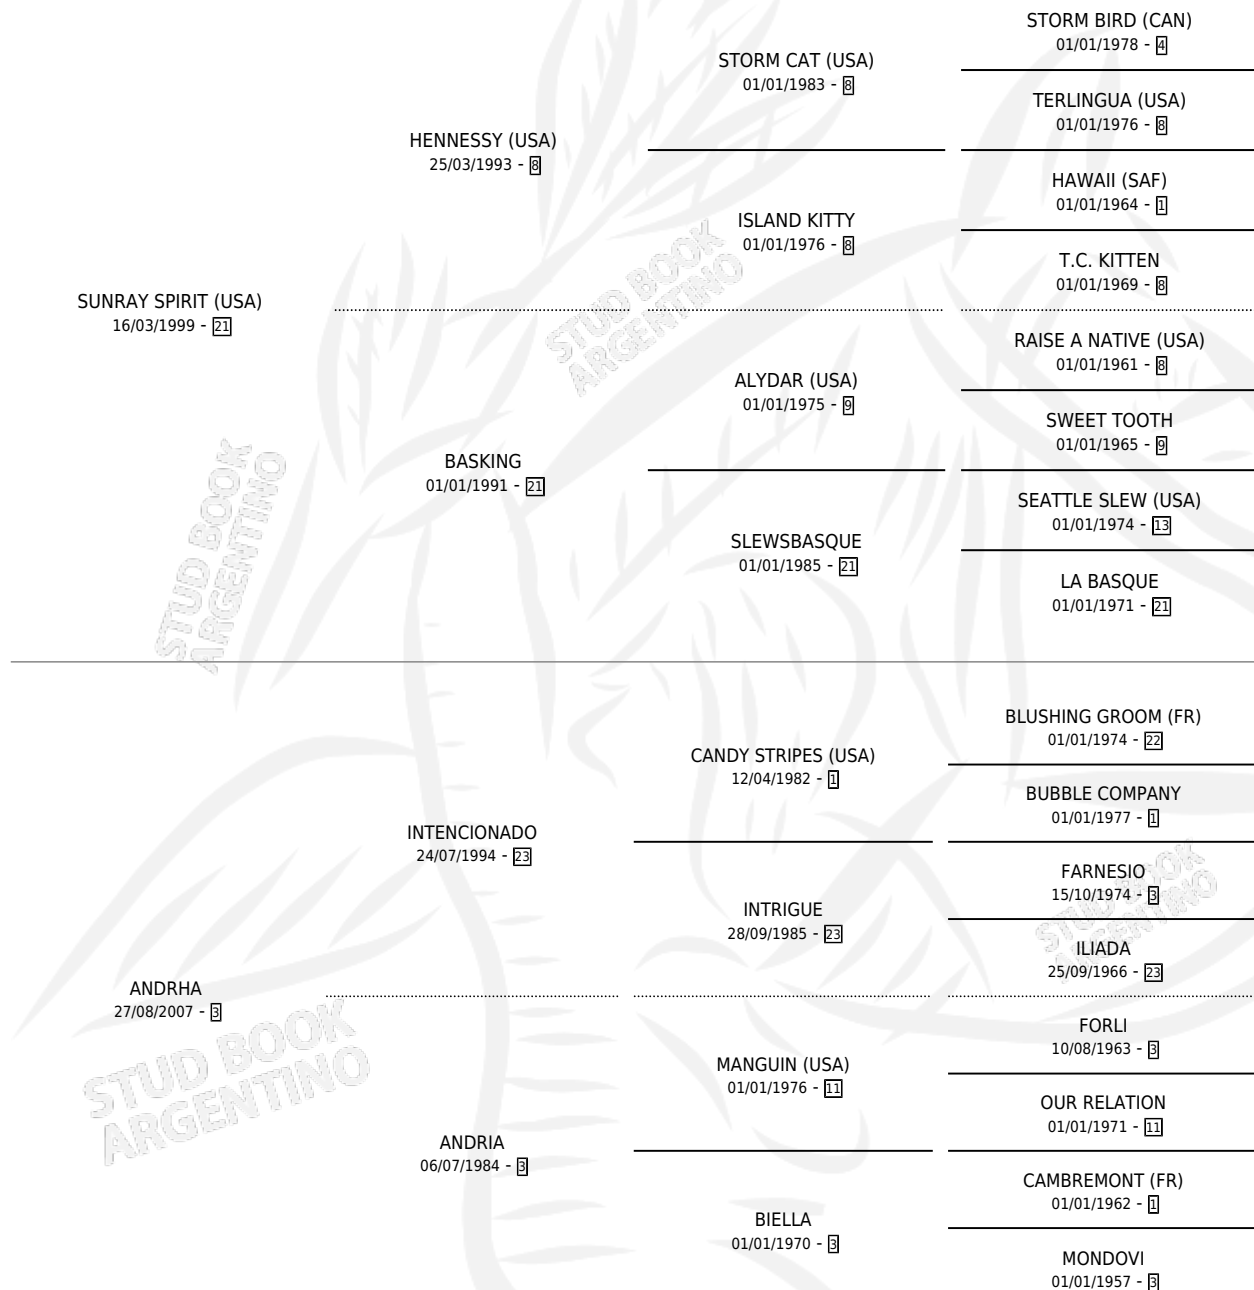 STORM BIRD (CAN)
01/01/1978 - 4
STORM CAT (USA)
01/01/1983 - 8
TERLINGUA (USA)
01/01/1976 - 8
HENNESSY (USA)
25/03/1993 - 8
HAWAII (SAF)
01/01/1964 - 1
ISLAND KITTY
01/01/1976 - 8
T.C. KITTEN
01/01/1969 - 8
SUNRAY SPIRIT (USA)
16/03/1999 - 21
RAISE A NATIVE (USA)
01/01/1961 - 8
ALYDAR (USA)
01/01/1975 - 9
SWEET TOOTH
01/01/1965 - 9
BASKING
01/01/1991 - 21
SEATTLE SLEW (USA)
01/01/1974 - 13
SLEWSBASQUE
01/01/1985 - 21
LA BASQUE
01/01/1971 - 21
BLUSHING GROOM (FR)
01/01/1974 - 22
CANDY STRIPES (USA)
12/04/1982 - 1
BUBBLE COMPANY
01/01/1977 - 1
INTENCIONADO
24/07/1994 - 23
FARNESIO
15/10/1974 - 3
INTRIGUE
28/09/1985 - 23
ILIADA
25/09/1966 - 23
ANDRHA
27/08/2007 - 3
FORLI
10/08/1963 - 3
MANGUIN (USA)
01/01/1976 - 11
OUR RELATION
01/01/1971 - 11
ANDRIA
06/07/1984 - 3
CAMBREMONT (FR)
01/01/1962 - 1
BIELLA
01/01/1970 - 3
MONDOVI
01/01/1957 - 3
STUD BOOK
ARGENTINO
STUD BOOK
ARGENTINO
STUD BOOK
ARGENTINO
STUD BOOK
ARGENTINO